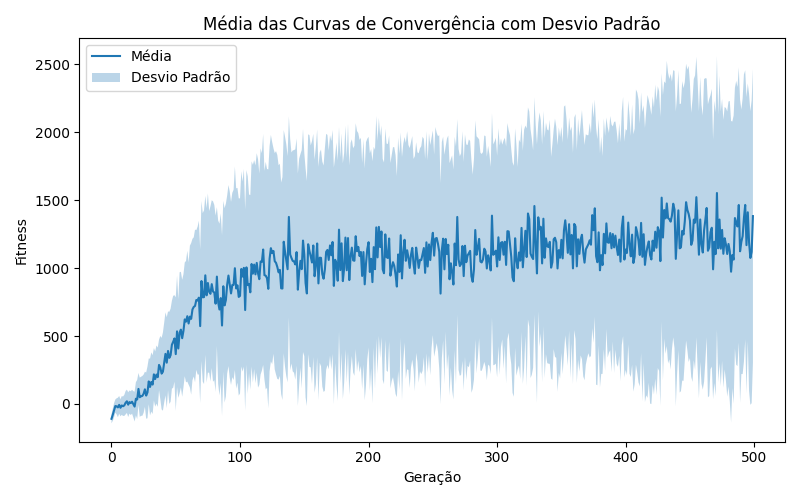 Média das Curvas de Convergência com Desvio Padrão
Média
Desvio Padrão
Fitness
2500
2000
1500
1000
500
0
0 100 200 300 400 500
Geração